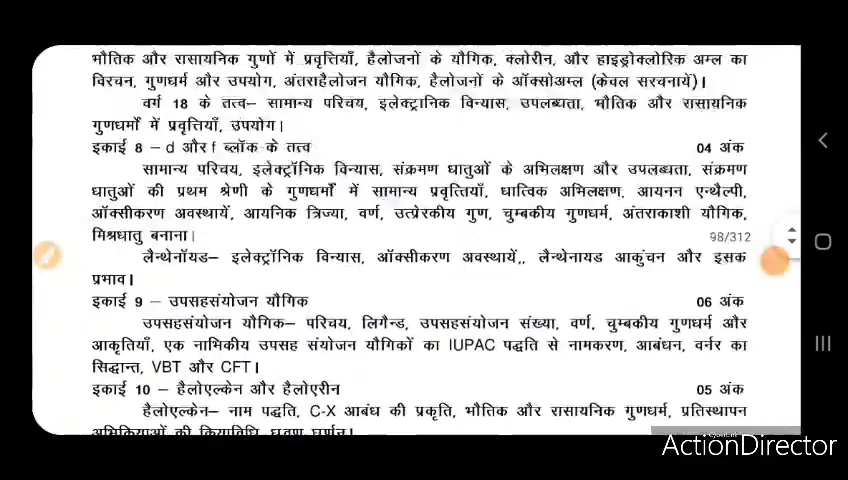 भौतिक और रासायनिक गुणों में प्रवृत्तियाँ, हैलोजनों के यौगिक, क्लोरीन, और हाइड्रोक्लोरिक अम्ल का
विरचन, गुणधर्म और उपयोग, अंतराहैलोजन यौगिक, हैलोजनों के ऑक्सोअम्ल (केवल सरचनायें)।
वर्ग 18 के तत्व– सामान्य परिचय, इलेक्ट्रानिक विन्यास, उपलब्धता, भौतिक और रासायनिक
गुणधर्मों में प्रवृत्तियाँ, उपयोग।
इकाई 8 – d और f ब्लॉक के तत्व 04 अंक
सामान्य परिचय, इलेक्ट्रॉनिक विन्यास, संक्रमण धातुओं के अभिलक्षण और उपलब्धता, संक्रमण
धातुओं की प्रथम श्रेणी के गुणधर्मों में सामान्य प्रवृत्तियाँ, धात्विक अभिलक्षण, आयनन एन्थैल्पी,
ऑक्सीकरण अवस्थायें, आयनिक त्रिज्या, वर्ण, उत्प्रेरकीय गुण, चुम्बकीय गुणधर्म, अंतराकाशी यौगिक,
मिश्रधातु बनाना।
98/312
लैन्थेनॉयड– इलेक्ट्रॉनिक विन्यास, ऑक्सीकरण अवस्थायें,, लैन्थेनायड आकुंचन और इसके
प्रभाव।
इकाई 9 – उपसहसंयोजन यौगिक 06 अंक
उपसहसंयोजन यौगिक– परिचय, लिगैन्ड, उपसहसंयोजन संख्या, वर्ण, चुम्बकीय गुणधर्म और
आकृतियाँ, एक नामिकीय उपसह संयोजन यौगिकों का IUPAC पद्धति से नामकरण, आबंधन, वर्नर का
सिद्धान्त, VBT और CFT।
इकाई 10 – हैलोएल्केन और हैलोएरीन 05 अंक
हैलोएल्केन– नाम पद्धति, C-X आबंध की प्रकृति, भौतिक और रासायनिक गुणधर्म, प्रतिस्थापन
अभिक्रियाओं की क्रियाविधि, ध्रुवण घूर्णन।
ActionDirector